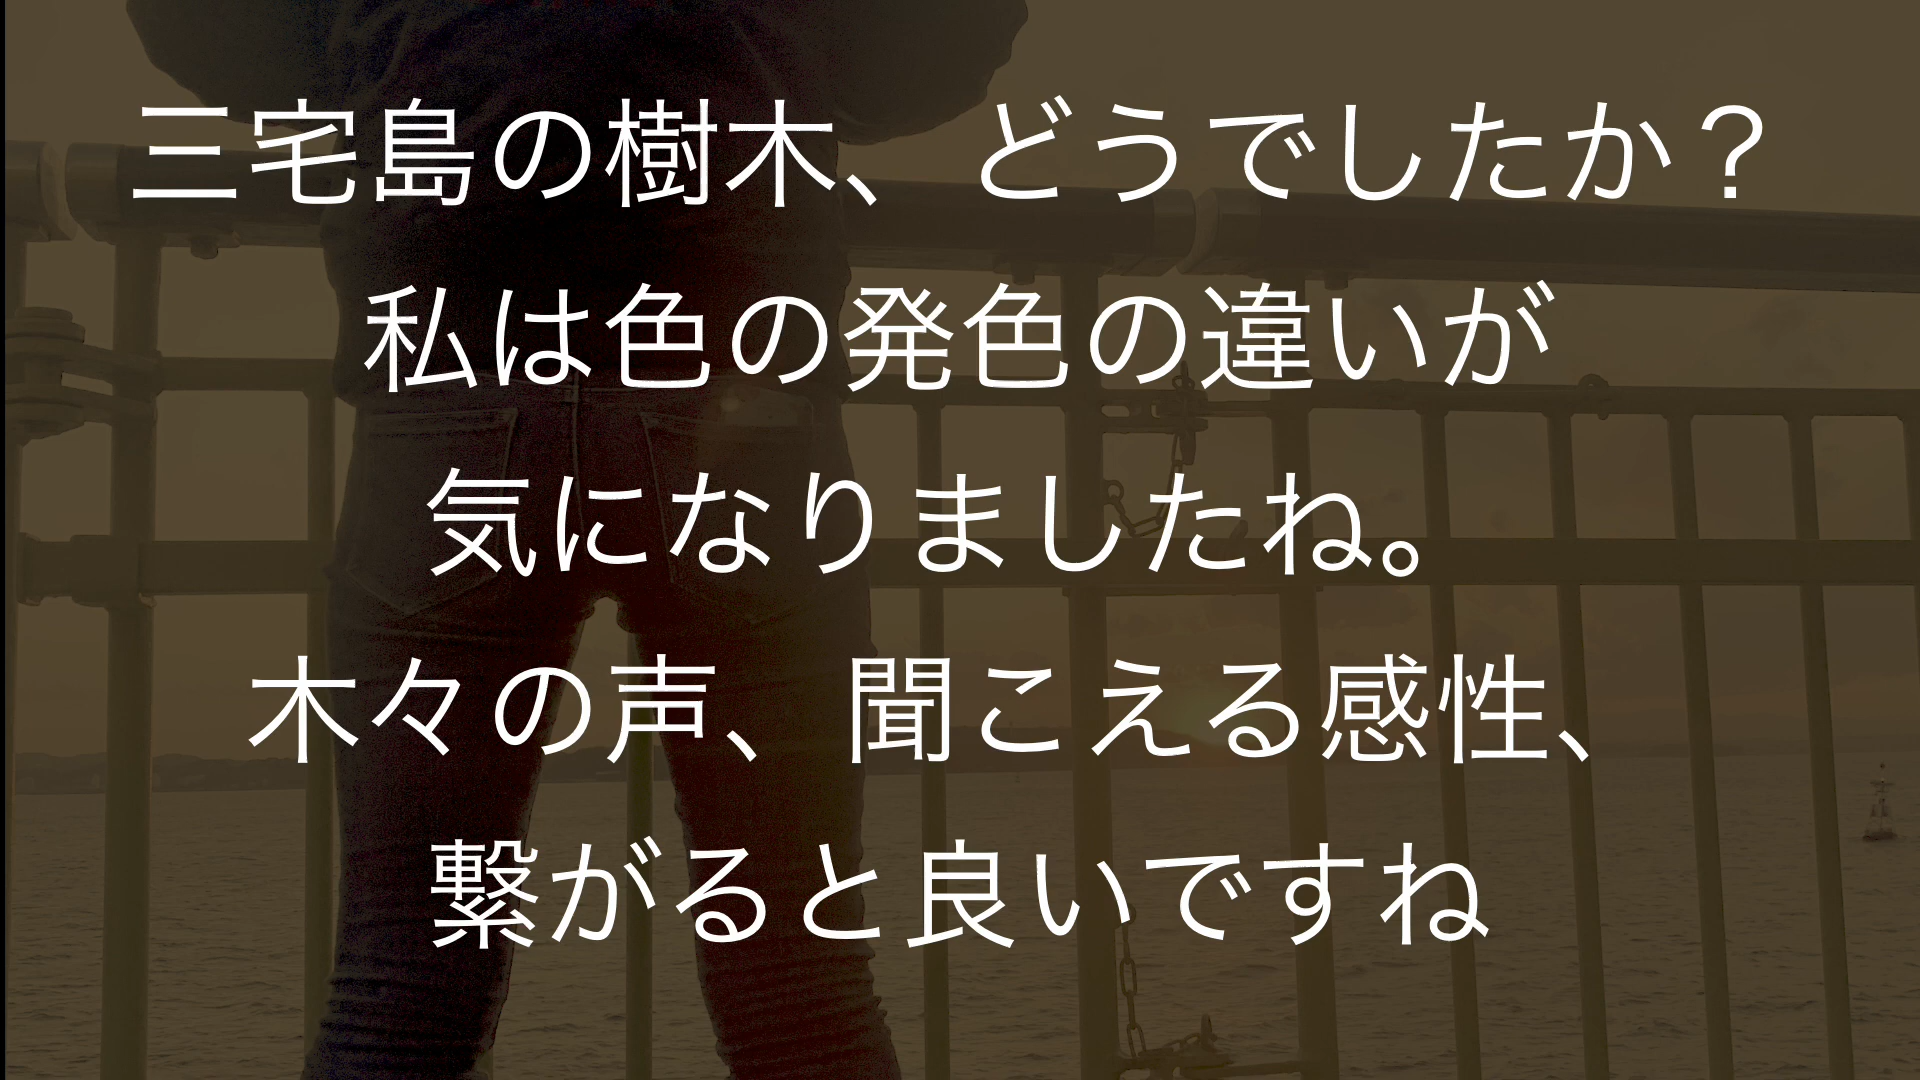 三宅島の樹木、どうでしたか？
私は色の発色の違いが
気になりましたね。
木々の声、聞こえる感性、
繋がると良いですね